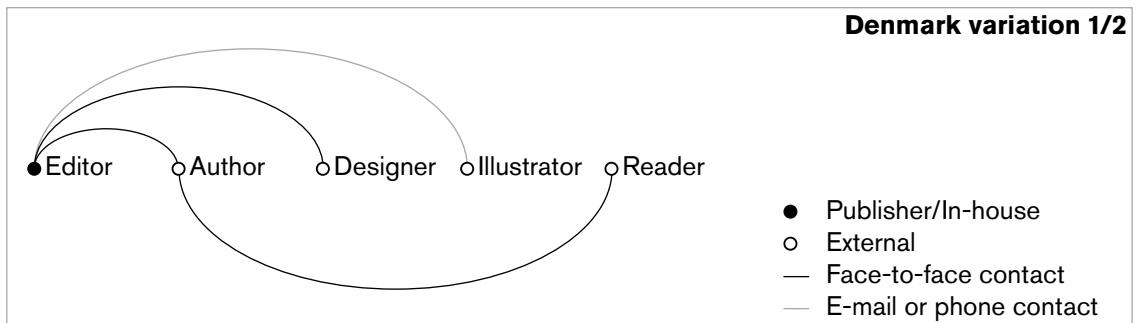 Denmark variation 1/2
Editor Author Designer Illustrator Reader
Publisher/In-house
External
Face-to-face contact
E-mail or phone contact